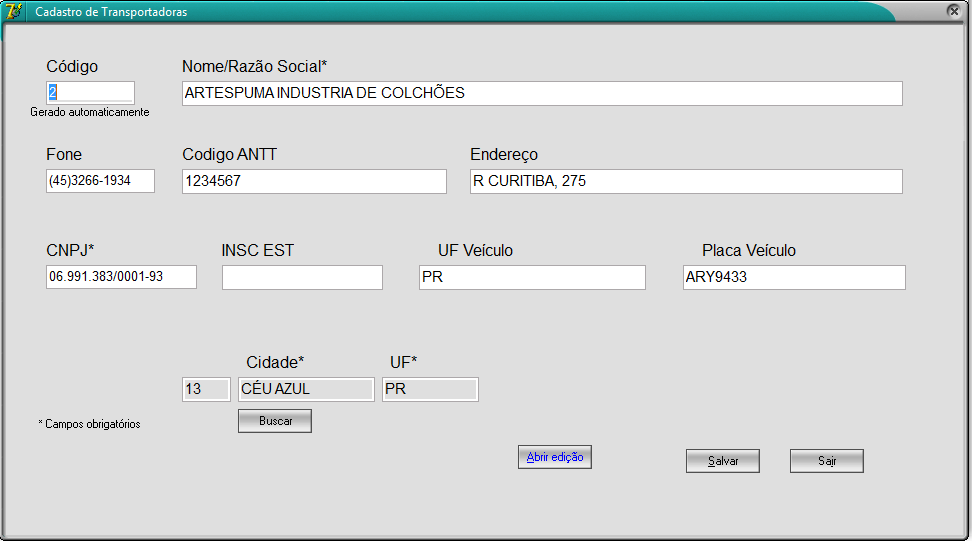 Cadastro de Transportadoras
Código Nome/Razão Social*
2 ARTESPUMA INDUSTRIA DE COLCHÕES
Gerado automaticamente
Fone Codigo ANTT Endereço
(45)3266-1934 1234567 R CURITIBA, 275
CNPJ* INSC EST UF Veículo Placa Veículo
06.991.383/0001-93 PR ARY9433
Cidade* UF*
13 CÉU AZUL PR
* Campos obrigatórios Buscar
Abrir edição Salvar Sair